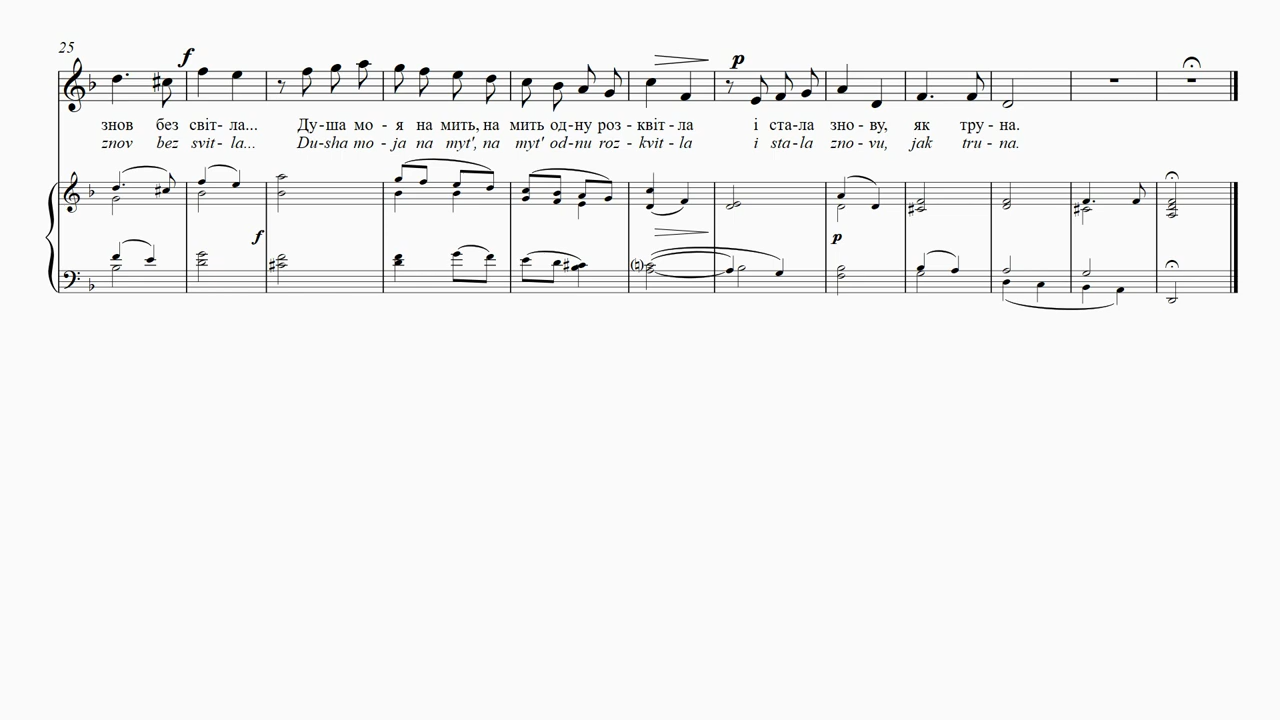 25
f
p
знов без світ - ла... Ду - ша мо - я на мить, на мить од - ну роз - квіт - ла і ста - ла зно - ву, як тру - на.
znov bez svit - la... Du - sha mo - ja na myt', na myt' od - nu roz - kvit - la i sta - la zno - vu, jak tru - na.
f
p